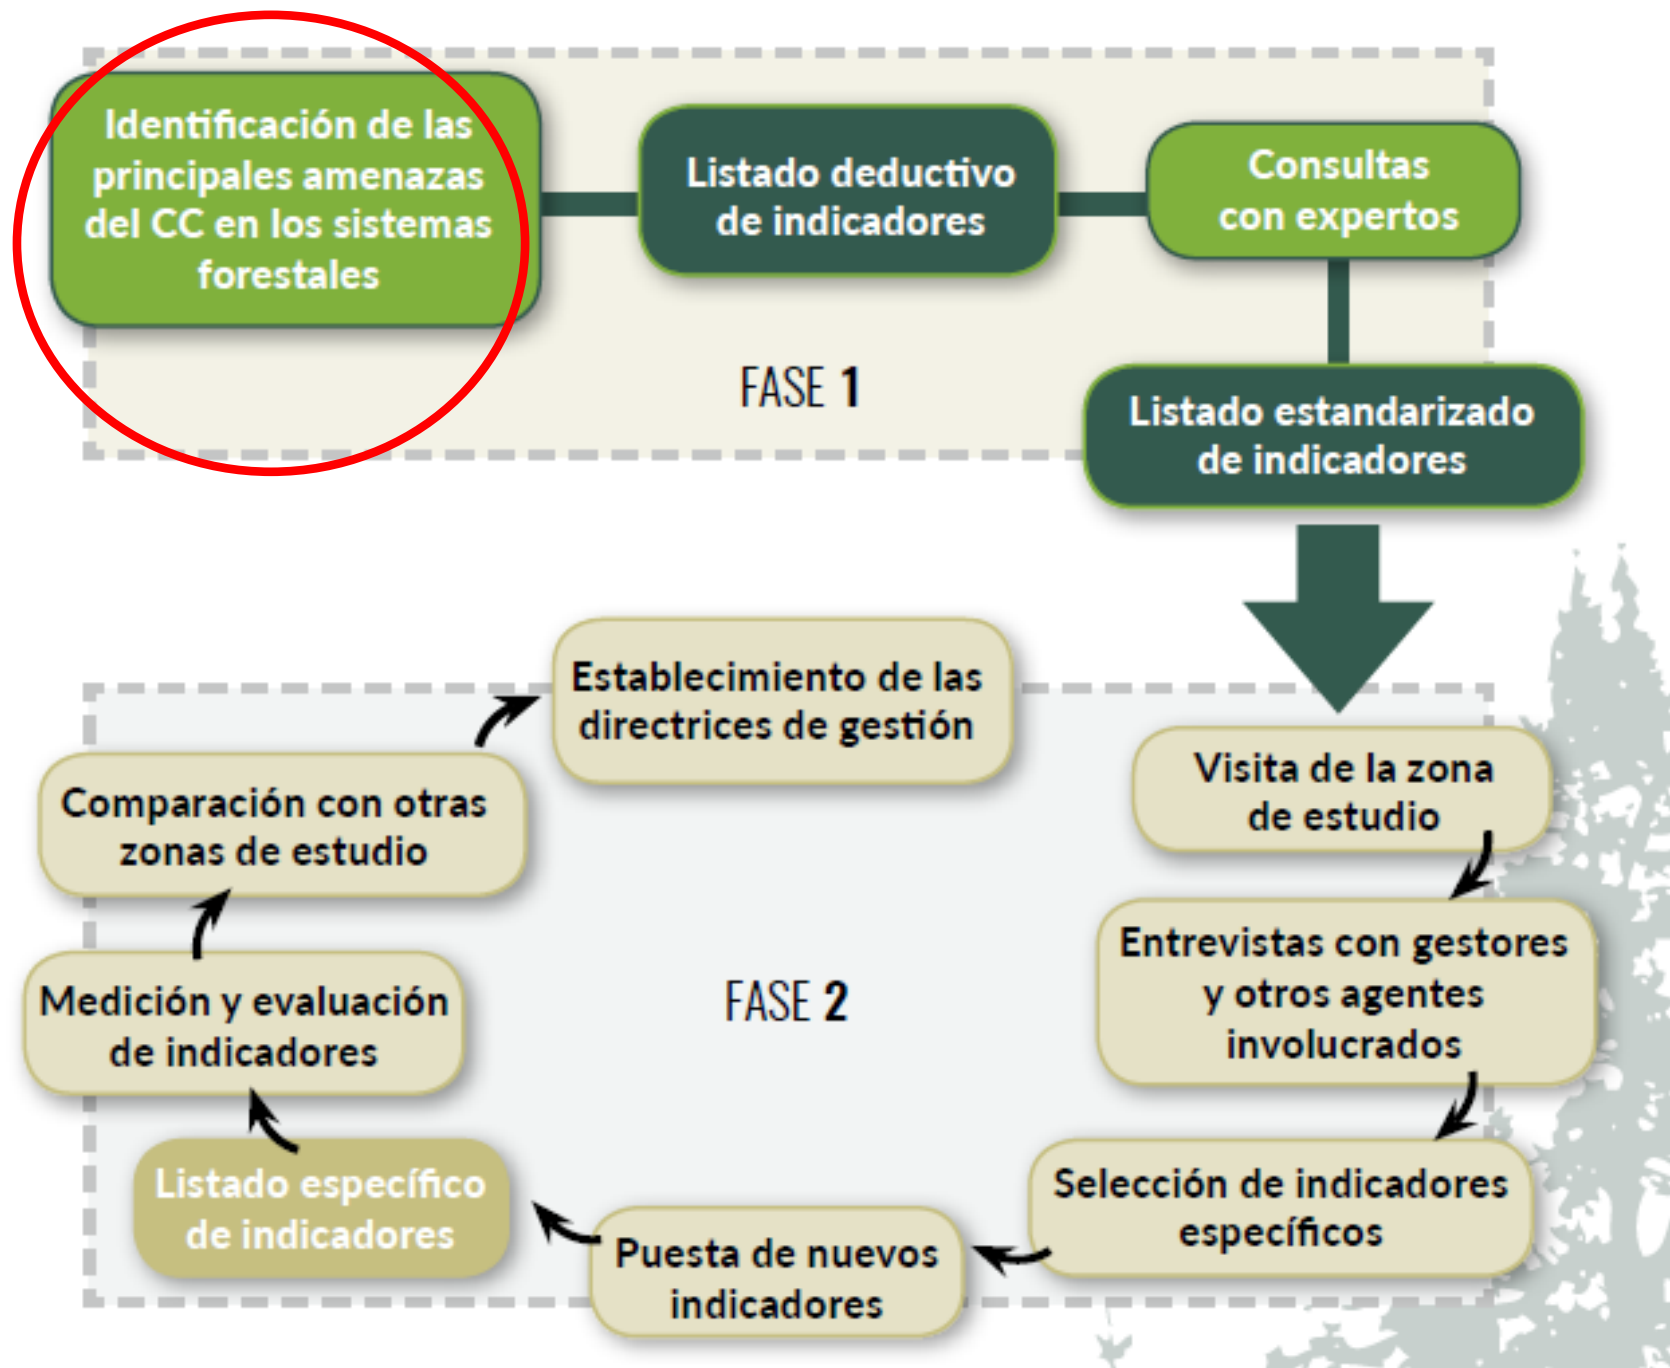 Identificación de las
principales amenazas
del CC en los sistemas
forestales
Listado deductivo
de indicadores
Consultas
con expertos
FASE 1
Listado estandarizado
de indicadores
Establecimiento de las
directrices de gestión
Visita de la zona
de estudio
Comparación con otras
zonas de estudio
Entrevistas con gestores
y otros agentes
involucrados
FASE 2
Medición y evaluación
de indicadores
Listado específico
de indicadores
Selección de indicadores
específicos
Puesta de nuevos
indicadores